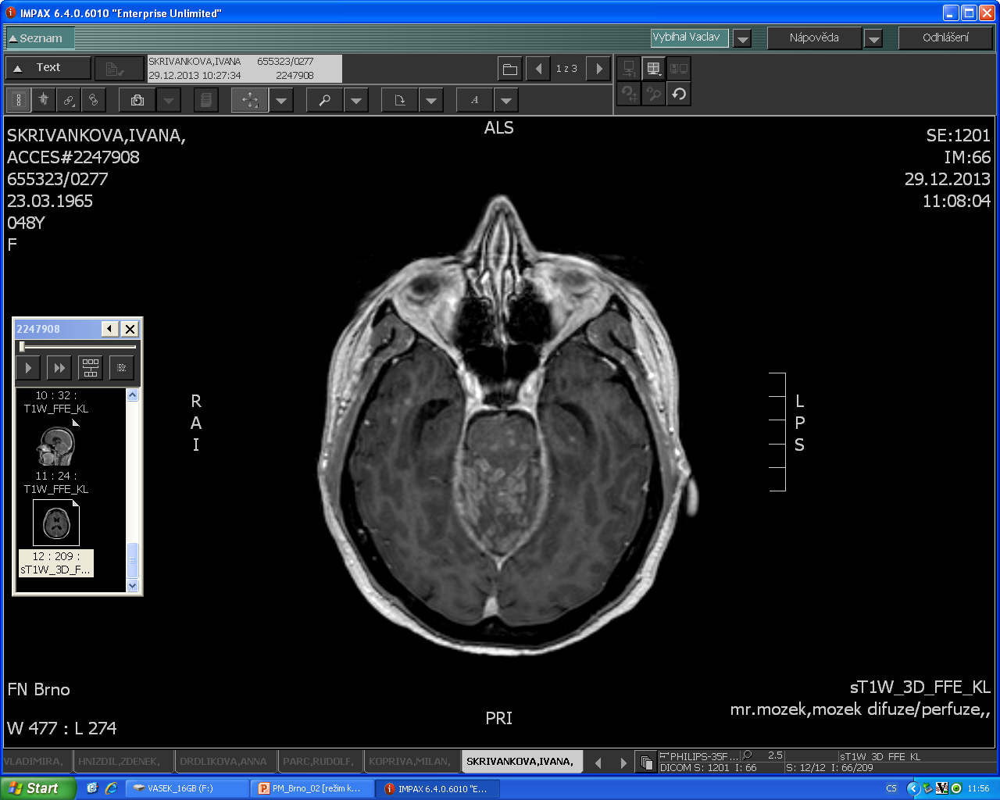 IMPAX 6.4.0.6010 "Enterprise Unlimited"
Seznam
Vybihal Vaclav
Nápověda
Odhlášení
Text
SKRIVANKOVA,IVANA 655323/0277
29.12.2013 10:27:34 2247908
1 z 3
A
ALS
SKRIVANKOVA,IVANA,
ACCES#2247908
655323/0277
23.03.1965
048Y
F
SE:1201
IM:66
29.12.2013
11:08:04
2247908
10 : 32 :
T1W_FFE_KL
11 : 24 :
T1W_FFE_KL
12 : 209 :
sT1W_3D_F...
R
A
I
L
P
S
FN Brno
W 477 : L 274
PRI
sT1W_3D_FFE_KL
mr.mozek,mozek difuze/perfuze,,
VLADIMIRA,
HNIZDIL,ZDENEK,
DRDLIKOVA,ANNA
PARC,RUDOLF,
KOPRIVA,MILAN,
SKRIVANKOVA,IVANA,
PHILIPS-35F... 2.5 sT1W 3D FFE KL
DICOM S: 1201 I: 66 S: 12/12 I: 66/209
Start
VASEK_16GB (F:)
PM_Brno_02 [režim k...
IMPAX 6.4.0.6010 "E...
CS
11:56